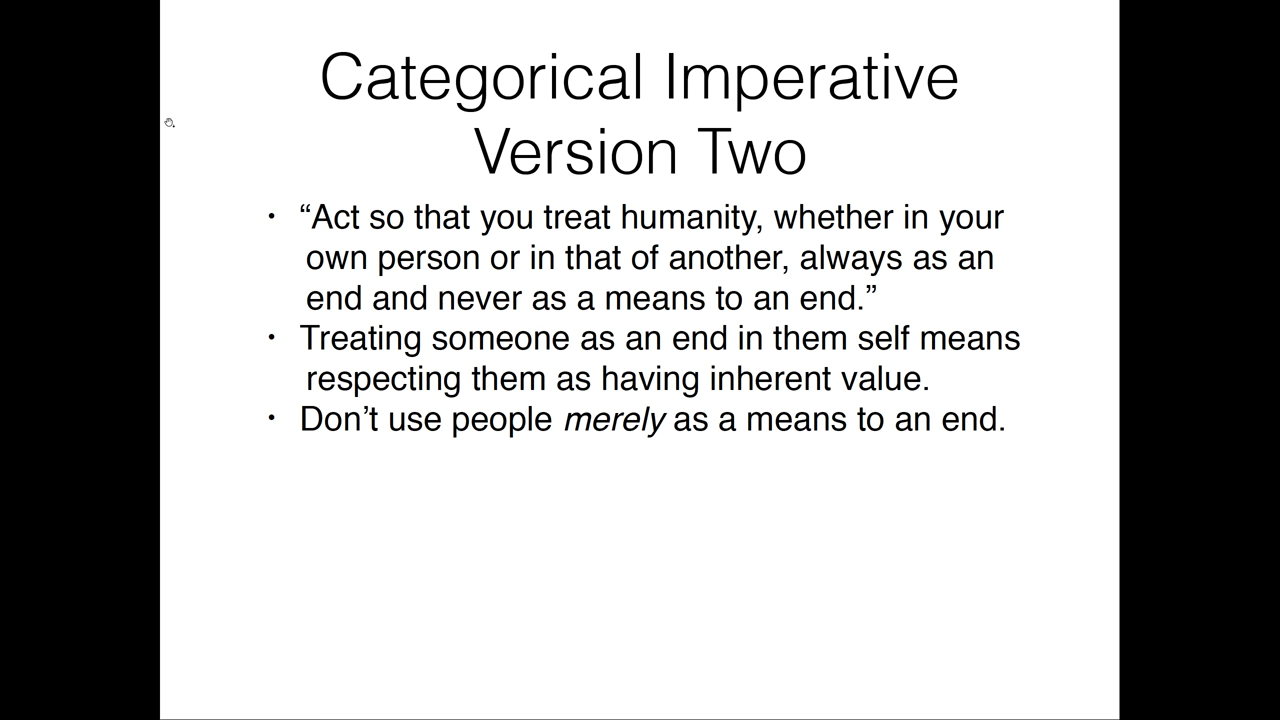 Categorical Imperative
Version Two
• “Act so that you treat humanity, whether in your
own person or in that of another, always as an
end and never as a means to an end.”
• Treating someone as an end in them self means
respecting them as having inherent value.
• Don’t use people merely as a means to an end.